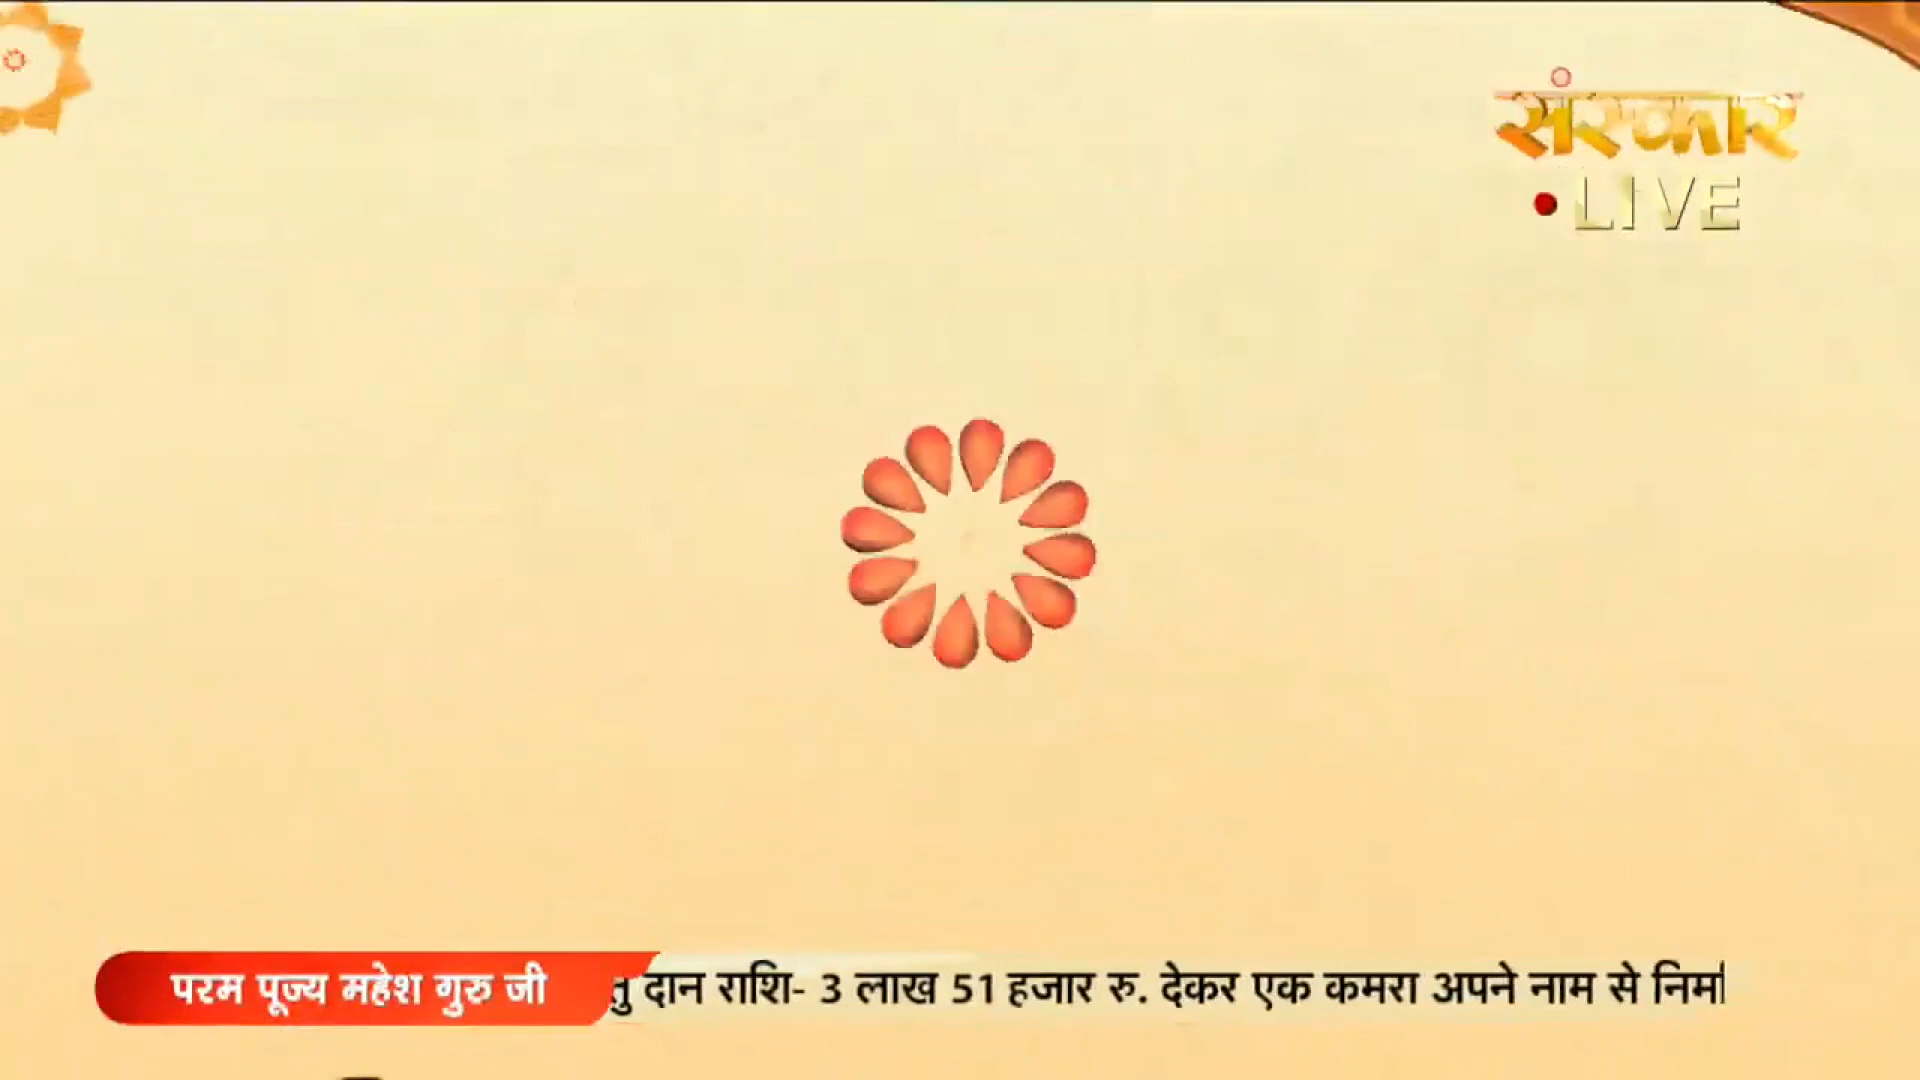 संस्कार
LIVE
परम पूज्य महेश गुरु जी
दान राशि- 3 लाख 51 हजार रु. देकर एक कमरा अपने नाम से